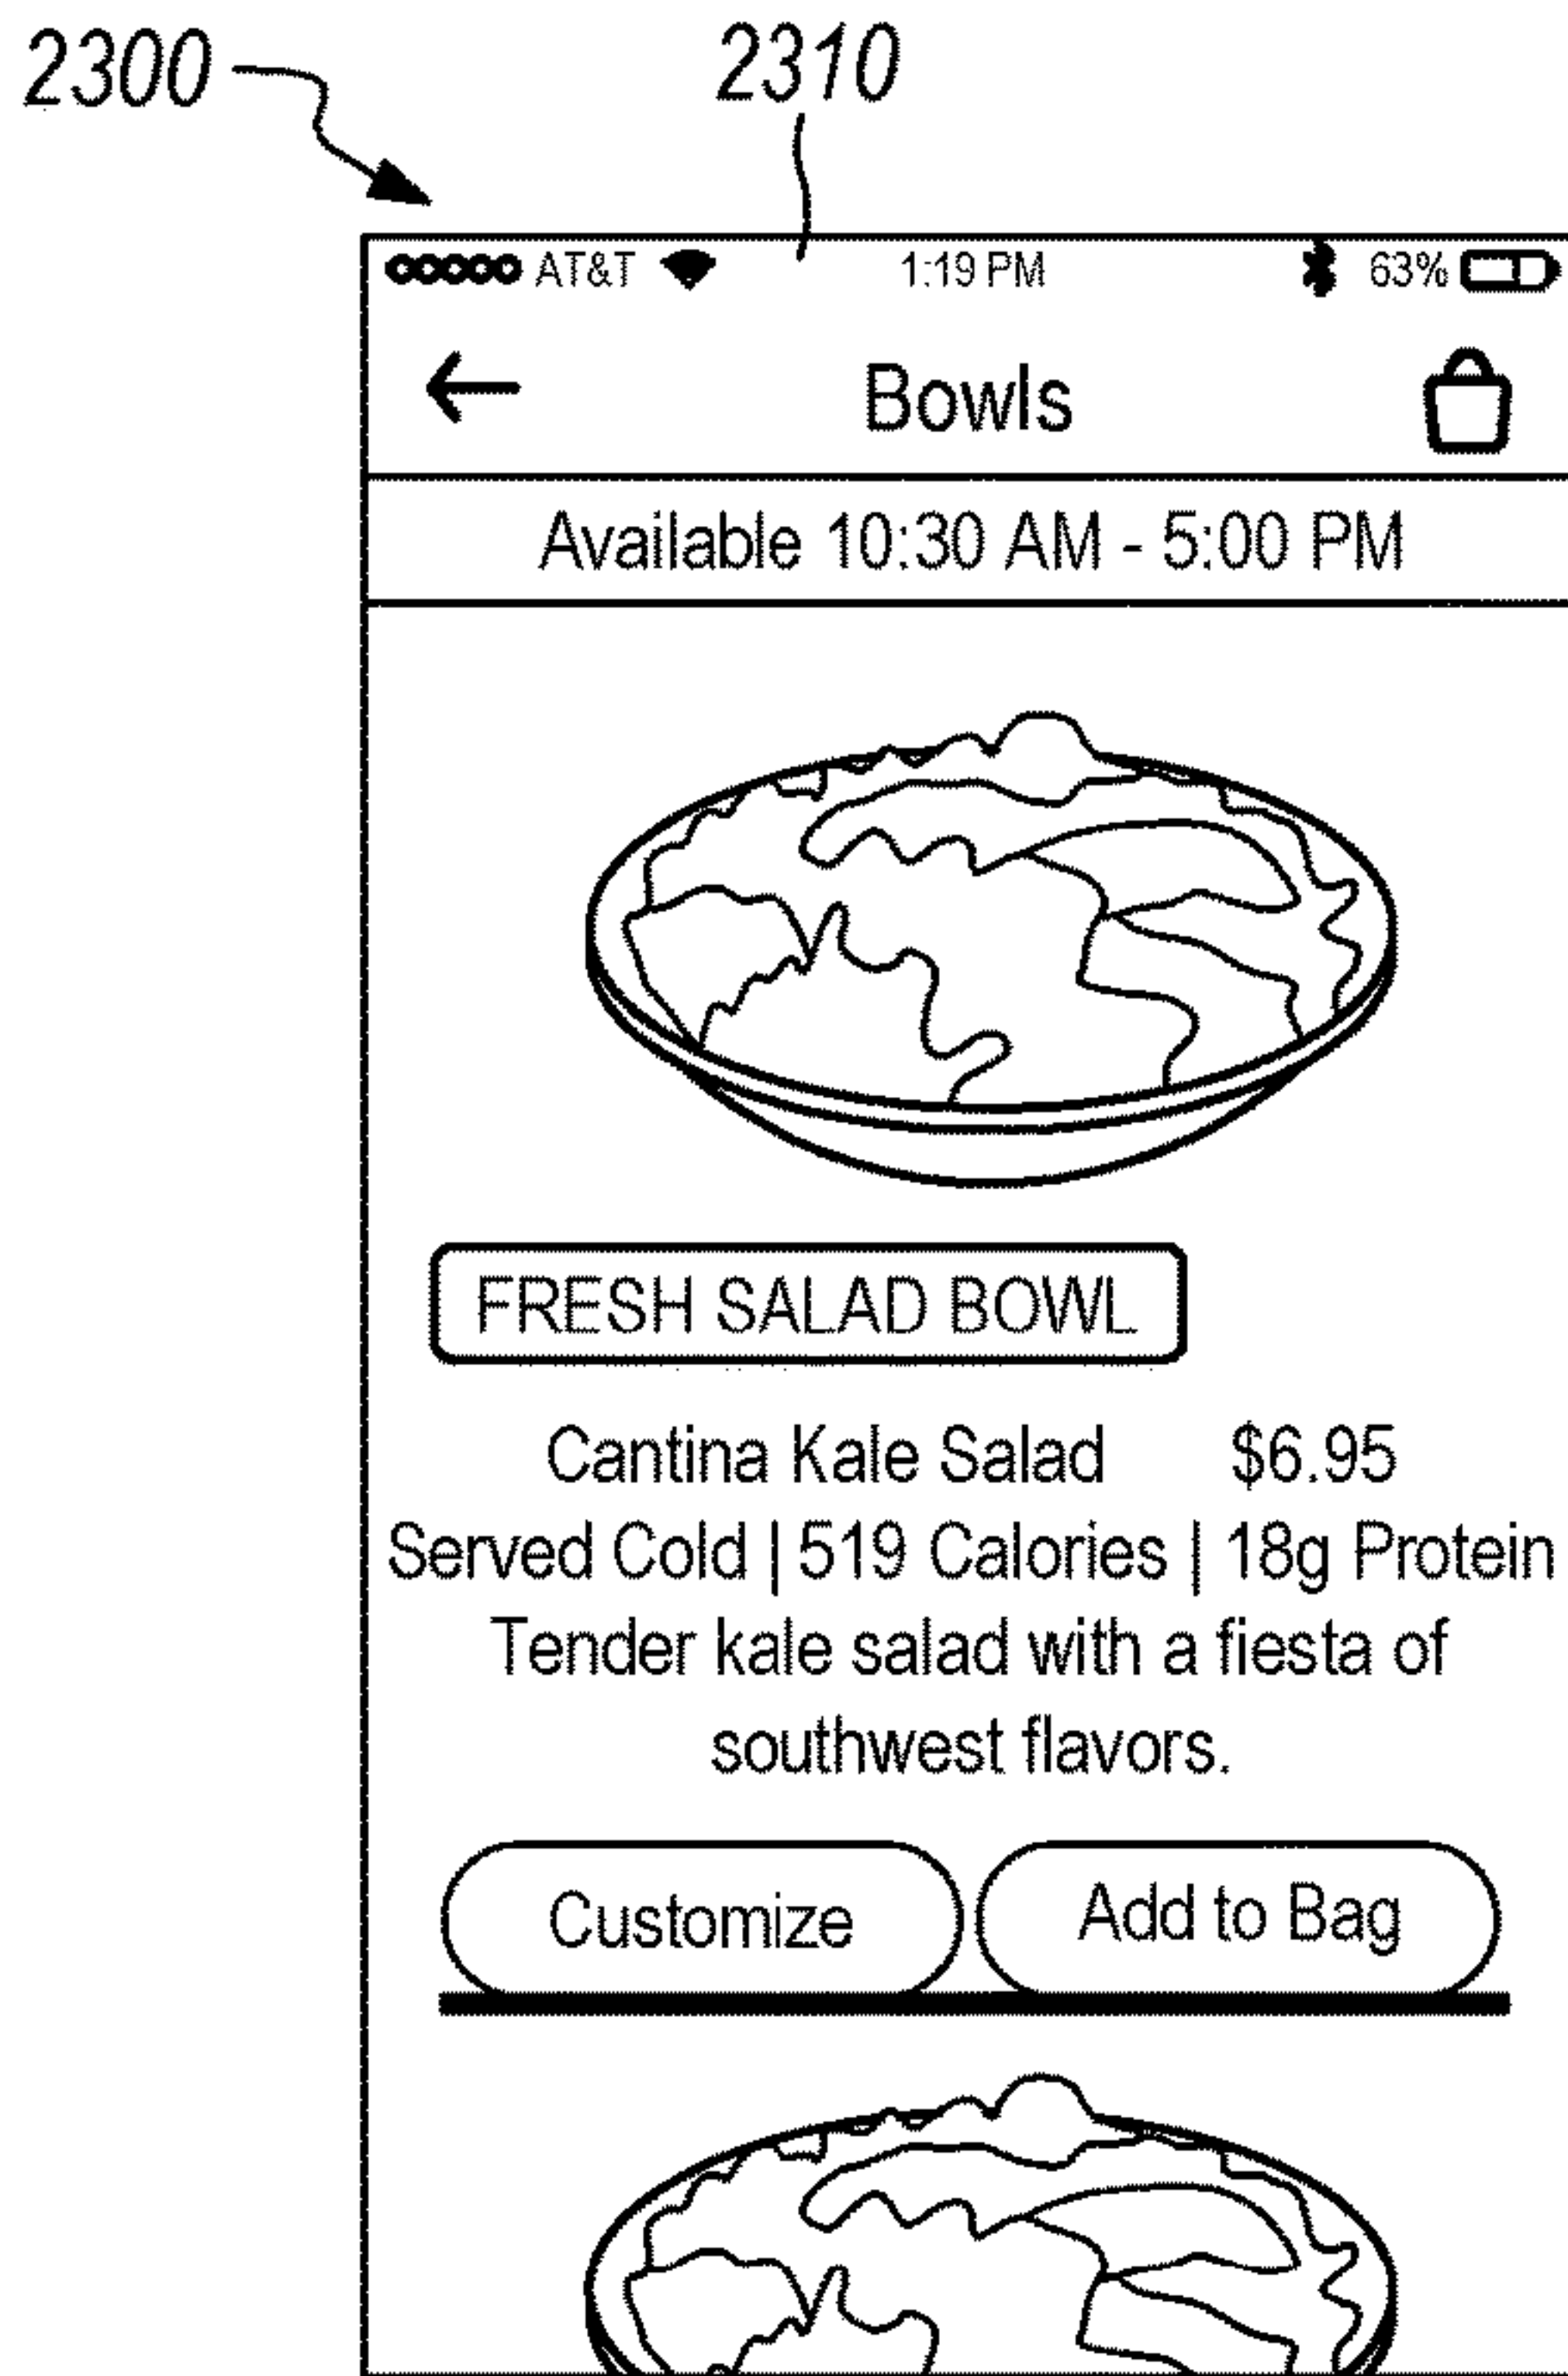 2300 2310
AT&T 1:19 PM 63%
Bowls
Available 10:30 AM - 5:00 PM
FRESH SALAD BOWL
Cantina Kale Salad $6.95
Served Cold | 519 Calories | 18g Protein
Tender kale salad with a fiesta of
southwest flavors.
Customize Add to Bag